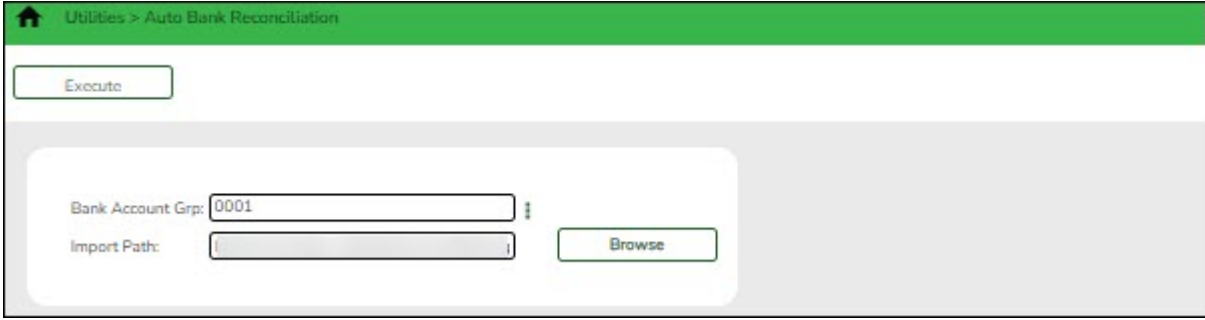 Utilities > Auto Bank Reconciliation
Execute
Bank Account Grp: 0001
Import Path:
Browse